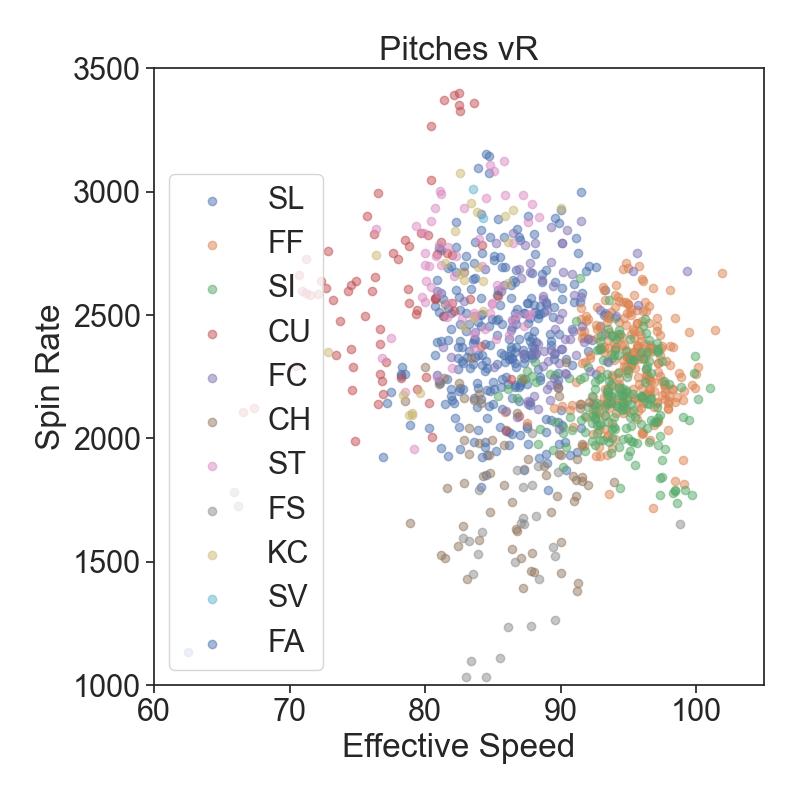 Pitches vR
3500
3000
2500
2000
1500
1000
Spin Rate
SL
FF
SI
CU
FC
CH
ST
FS
KC
SV
FA
60 70 80 90 100
Effective Speed